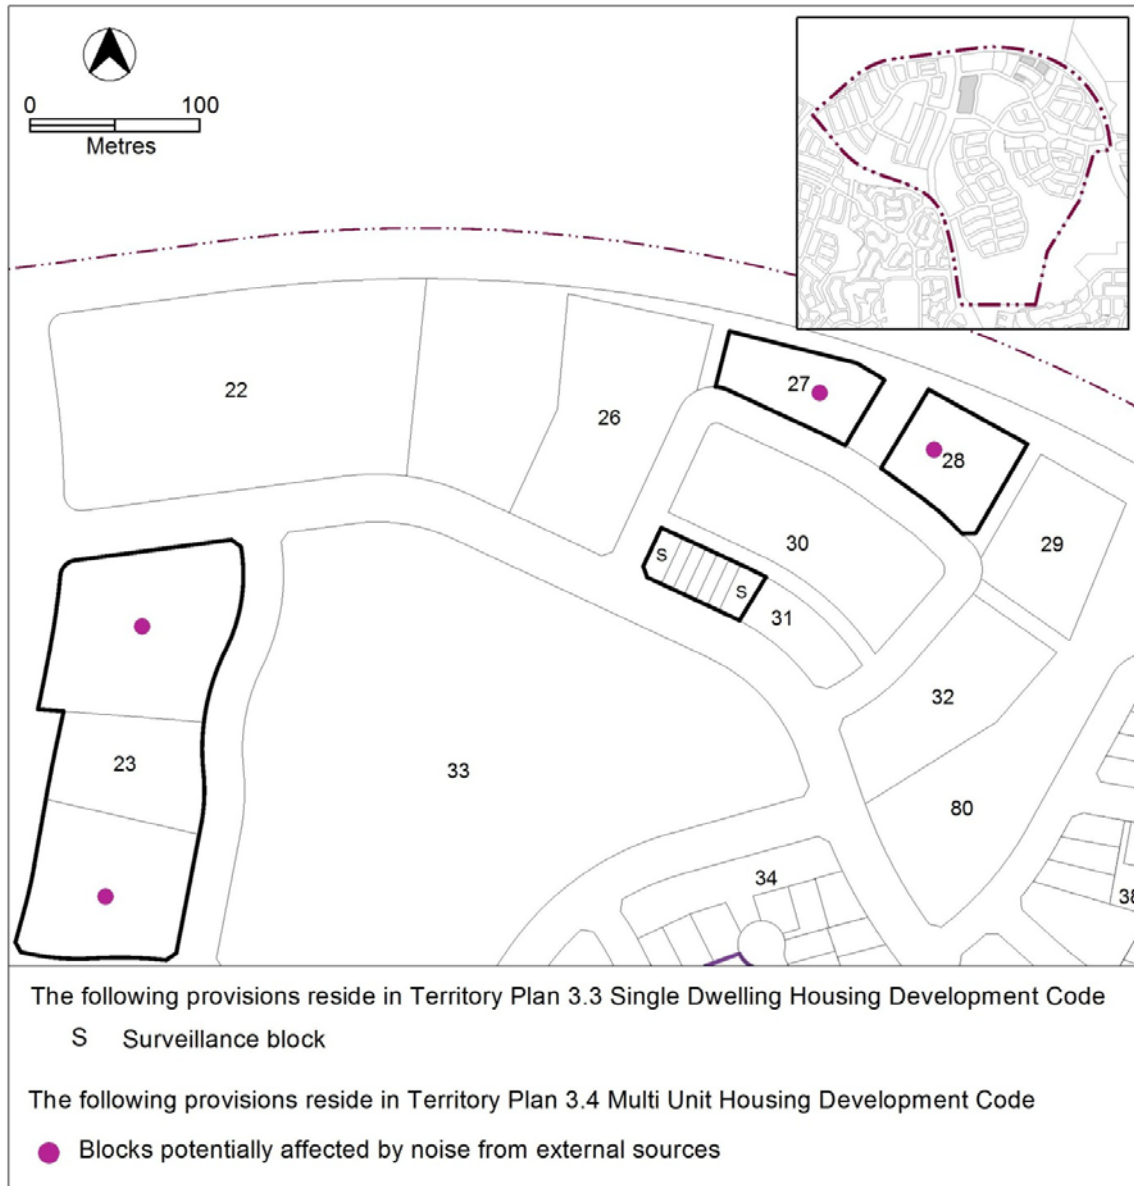 0 100
Metres
22
26
27
28
29
30
S
S
31
32
23
33
80
34
38
The following provisions reside in Territory Plan 3.3 Single Dwelling Housing Development Code
S Surveillance block
The following provisions reside in Territory Plan 3.4 Multi Unit Housing Development Code
Blocks potentially affected by noise from external sources